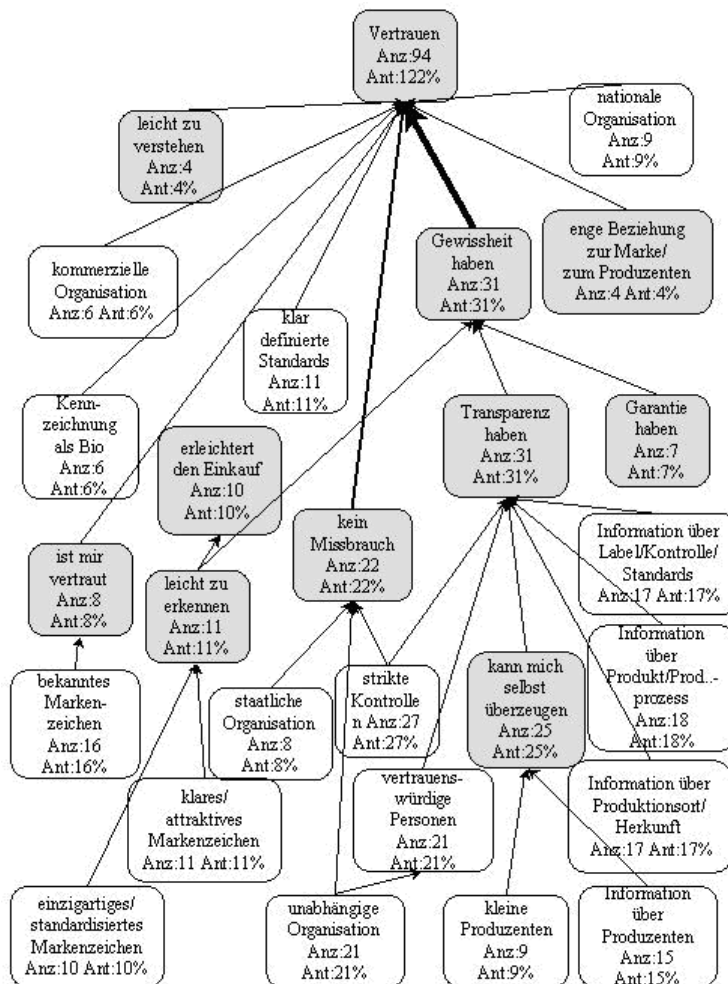 Vertrauen
Anz:94
Ant:122%
leicht zu
verstehen
Anz:4
Ant:4%
nationale
Organisation
Anz:9
Ant:9%
kommerzielle
Organisation
Anz:6 Ant:6%
Gewissheit
haben
Anz:31
Ant:31%
enge Beziehung
zur Marke/
zum Produzenten
Anz:4 Ant:4%
klar
definierte
Standards
Anz:11
Ant:11%
Kenn-
zeichnung
als Bio
Anz:6
Ant:6%
erleichtert
den Einkauf
Anz:10
Ant:10%
Transparenz
haben
Anz:31
Ant:31%
Garantie
haben
Anz:7
Ant:7%
ist mir
vertraut
Anz:8
Ant:8%
leicht zu
erkennen
Anz:11
Ant:11%
kein
Missbrauch
Anz:22
Ant:22%
Information über
Label/Kontrolle/
Standards
Anz:17 Ant:17%
bekanntes
Marken-
zeichen
Anz:16
Ant:16%
staatliche
Organisation
Anz:8
Ant:8%
strikte
Kontrolle
n Anz:27
Ant:27%
kann mich
selbst
überzeugen
Anz:25
Ant:25%
Information
über
Produkt/Prod..-
prozess
Anz:18
Ant:18%
klares/
attraktives
Markenzeichen
Anz:11 Ant:11%
vertrauens-
würdige
Personen
Anz:21
Ant:21%
Information über
Produktionsort/
Herkunft
Anz:17 Ant:17%
einzigartiges/
standardisiertes
Markenzeichen
Anz:10 Ant:10%
unabhängige
Organisation
Anz:21
Ant:21%
kleine
Produzenten
Anz:9
Ant:9%
Information
über
Produzenten
Anz:15
Ant:15%